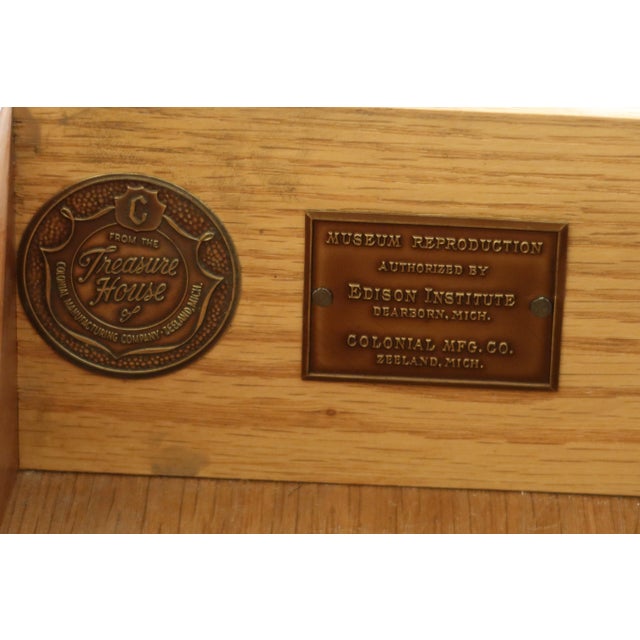 C
FROM THE
Treasure
House
of
COLONIAL MANUFACTURING COMPANY - ZEELAND, MICH.
MUSEUM REPRODUCTION
AUTHORIZED BY
EDISON INSTITUTE
DEARBORN, MICH.
COLONIAL MFG. CO.
ZEELAND, MICH.